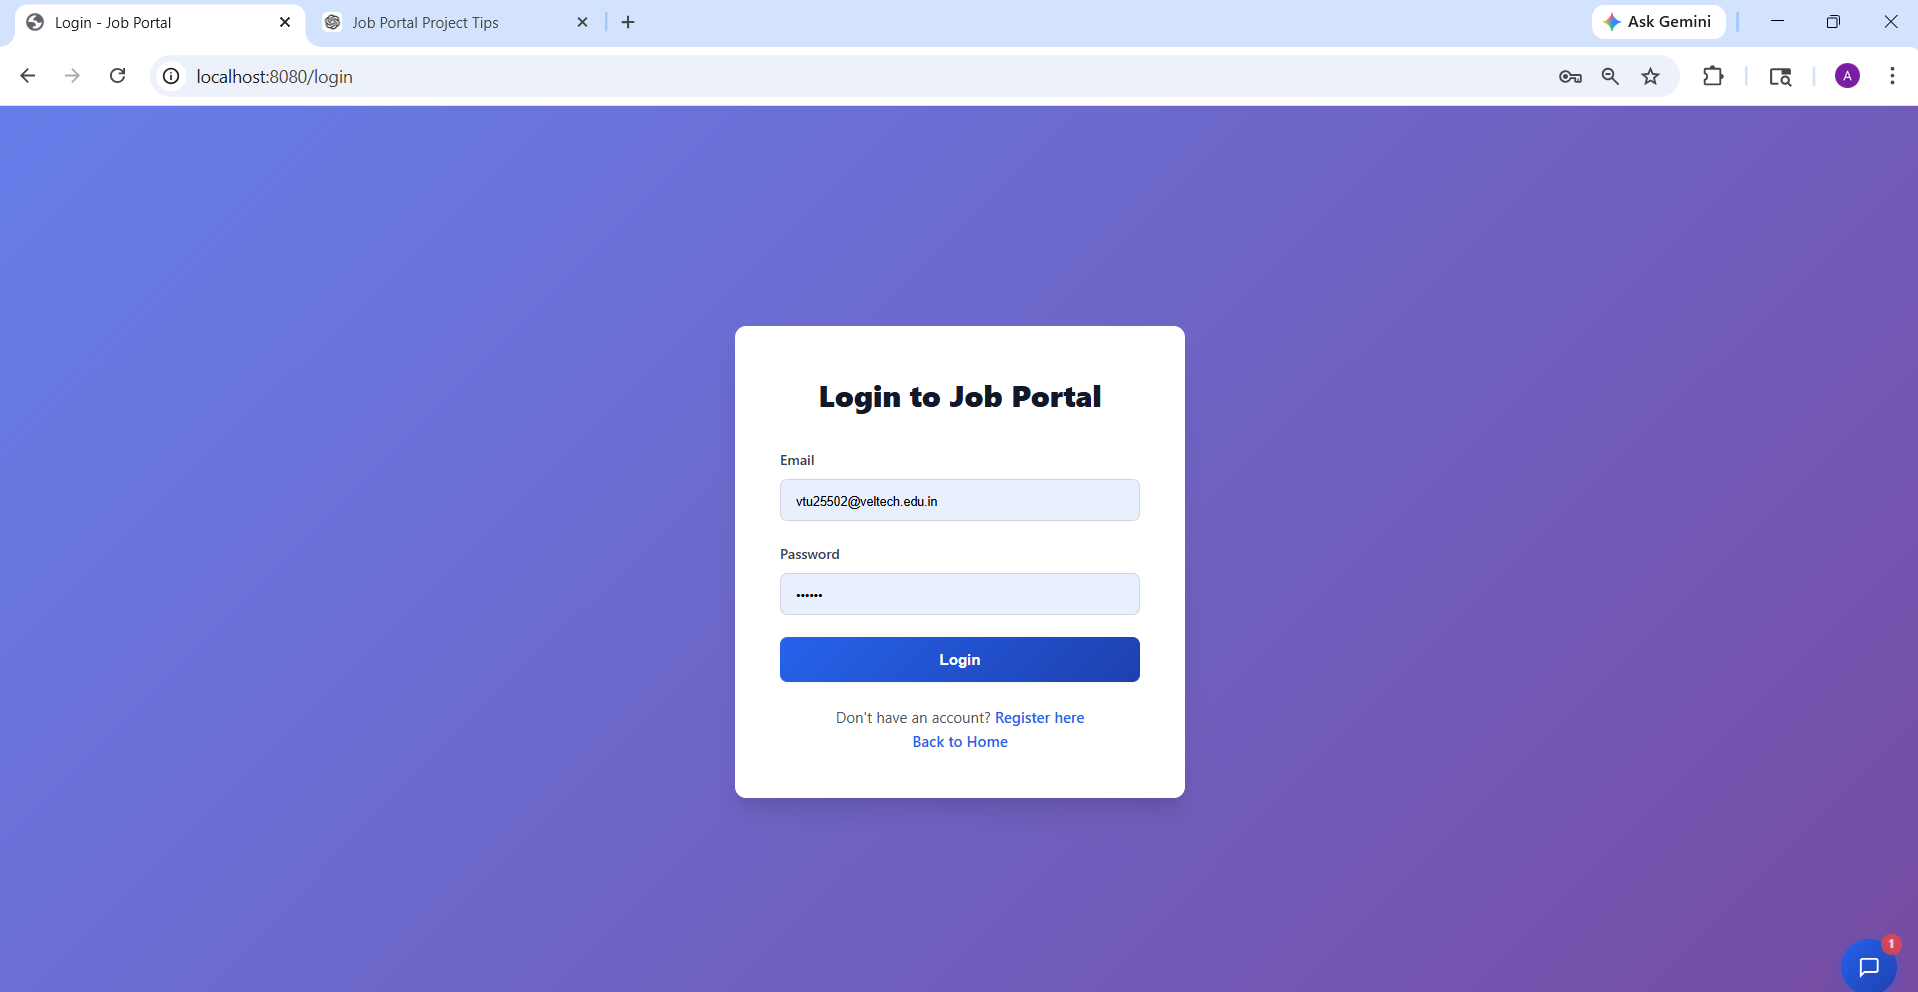 Login - Job Portal
Job Portal Project Tips
Ask Gemini
localhost:8080/login
A
Login to Job Portal
Email
vtu25502@veltech.edu.in
Password
••••••
Login
Don't have an account? Register here
Back to Home
1